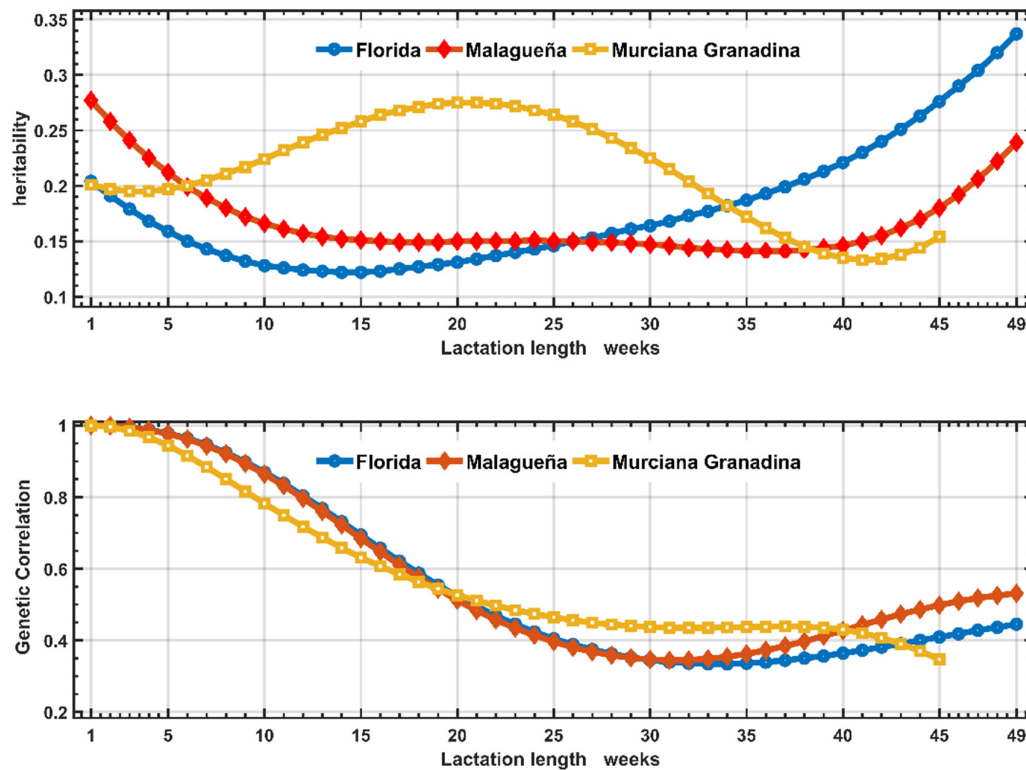 0.35
Florida Malagueña Murciana Granadina
0.3
0.25
heritability
0.2
0.15
0.1
1 5 10 15 20 25 30 35 40 45 49
Lactation length weeks
1
Florida Malagueña Murciana Granadina
0.8
Genetic Correlation
0.6
0.4
0.2
1 5 10 15 20 25 30 35 40 45 49
Lactation length weeks